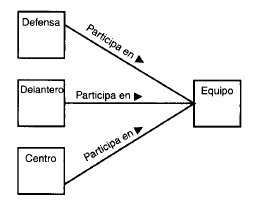 Defensa
Participa en ▶
Delantero
Participa en ▶
Equipo
Centro
Participa en ▶